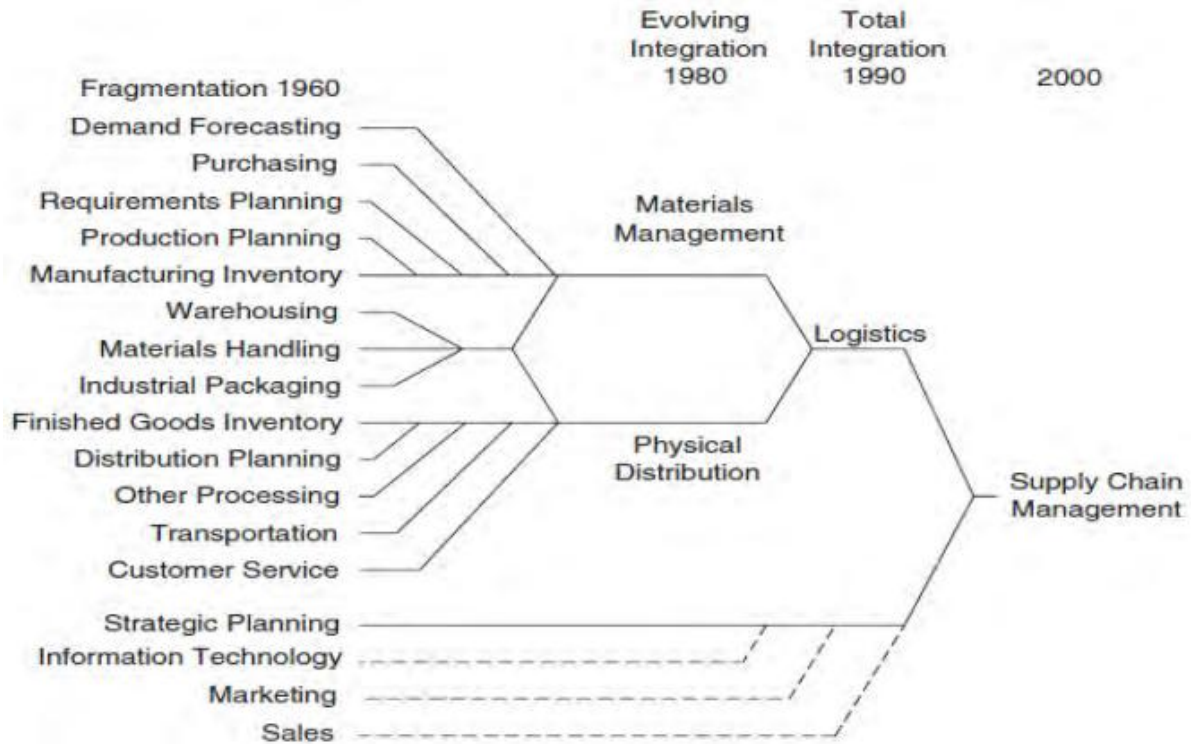 Evolving
Integration
1980
Total
Integration
1990
2000
Fragmentation 1960
Demand Forecasting
Purchasing
Requirements Planning
Production Planning
Manufacturing Inventory
Warehousing
Materials Handling
Industrial Packaging
Finished Goods Inventory
Distribution Planning
Other Processing
Transportation
Customer Service
Strategic Planning
Information Technology
Marketing
Sales
Materials
Management
Physical
Distribution
Logistics
Supply Chain
Management